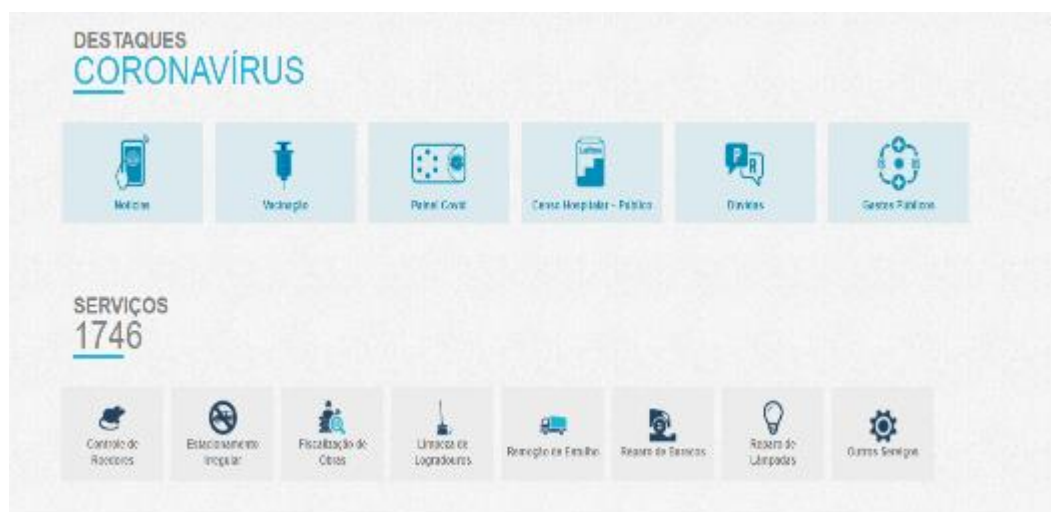 DESTAQUES
CORONAVÍRUS
Notícias
Vacinação
Painel Covid
Censo Hospitalar - Público
Dúvidas
Gastos Públicos
SERVIÇOS
1746
Controle de
Roedores
Estacionamento
Irregular
Fiscalização de
Obras
Limpeza de
Logradouros
Remoção de Entulho
Reparo de Buracos
Reparo de
Lâmpadas
Outros Serviços